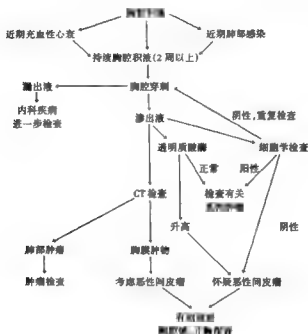 近期充血性心衰
近期肺部感染
持续胸腔积液(2周以上)
漏出液
胸腔穿刺
内科疾病
进一步检查
渗出液
阴性,重复检查
透明质酸酶
细胞学检查
正常
阳性
CT检查
检查有关
升高
阴性
肺部肿瘤
胸膜肿物
肿瘤检查
考虑恶性间皮瘤
怀疑恶性间皮瘤